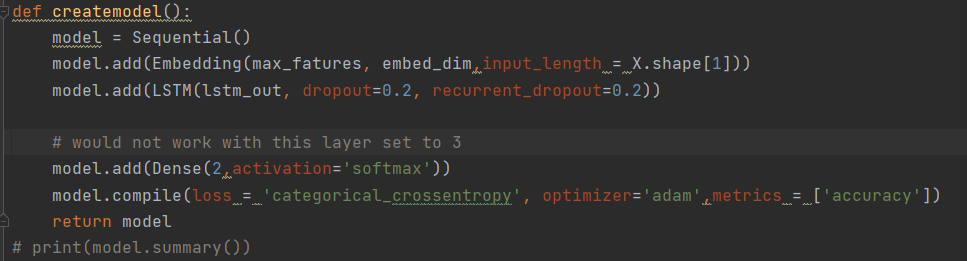 def createmodel():
    model = Sequential()
    model.add(Embedding(max_fatures, embed_dim,input_length = X.shape[1]))
    model.add(LSTM(lstm_out, dropout=0.2, recurrent_dropout=0.2))
    # would not work with this layer set to 3
    model.add(Dense(2,activation='softmax'))
    model.compile(loss = 'categorical_crossentropy', optimizer='adam',metrics = ['accuracy'])
    return model
# print(model.summary())